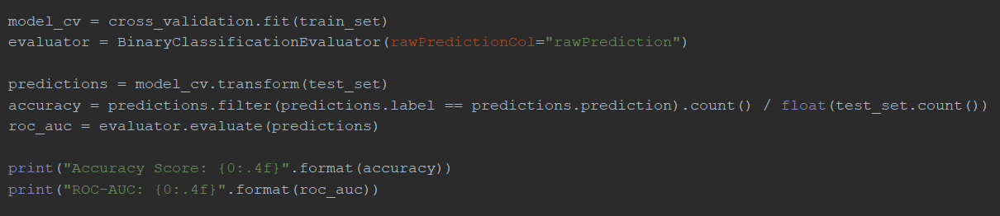 model_cv = cross_validation.fit(train_set)
evaluator = BinaryClassificationEvaluator(rawPredictionCol="rawPrediction")
predictions = model_cv.transform(test_set)
accuracy = predictions.filter(predictions.label == predictions.prediction).count() / float(test_set.count())
roc_auc = evaluator.evaluate(predictions)
print("Accuracy Score: {0:.4f}".format(accuracy))
print("ROC-AUC: {0:.4f}".format(roc_auc))